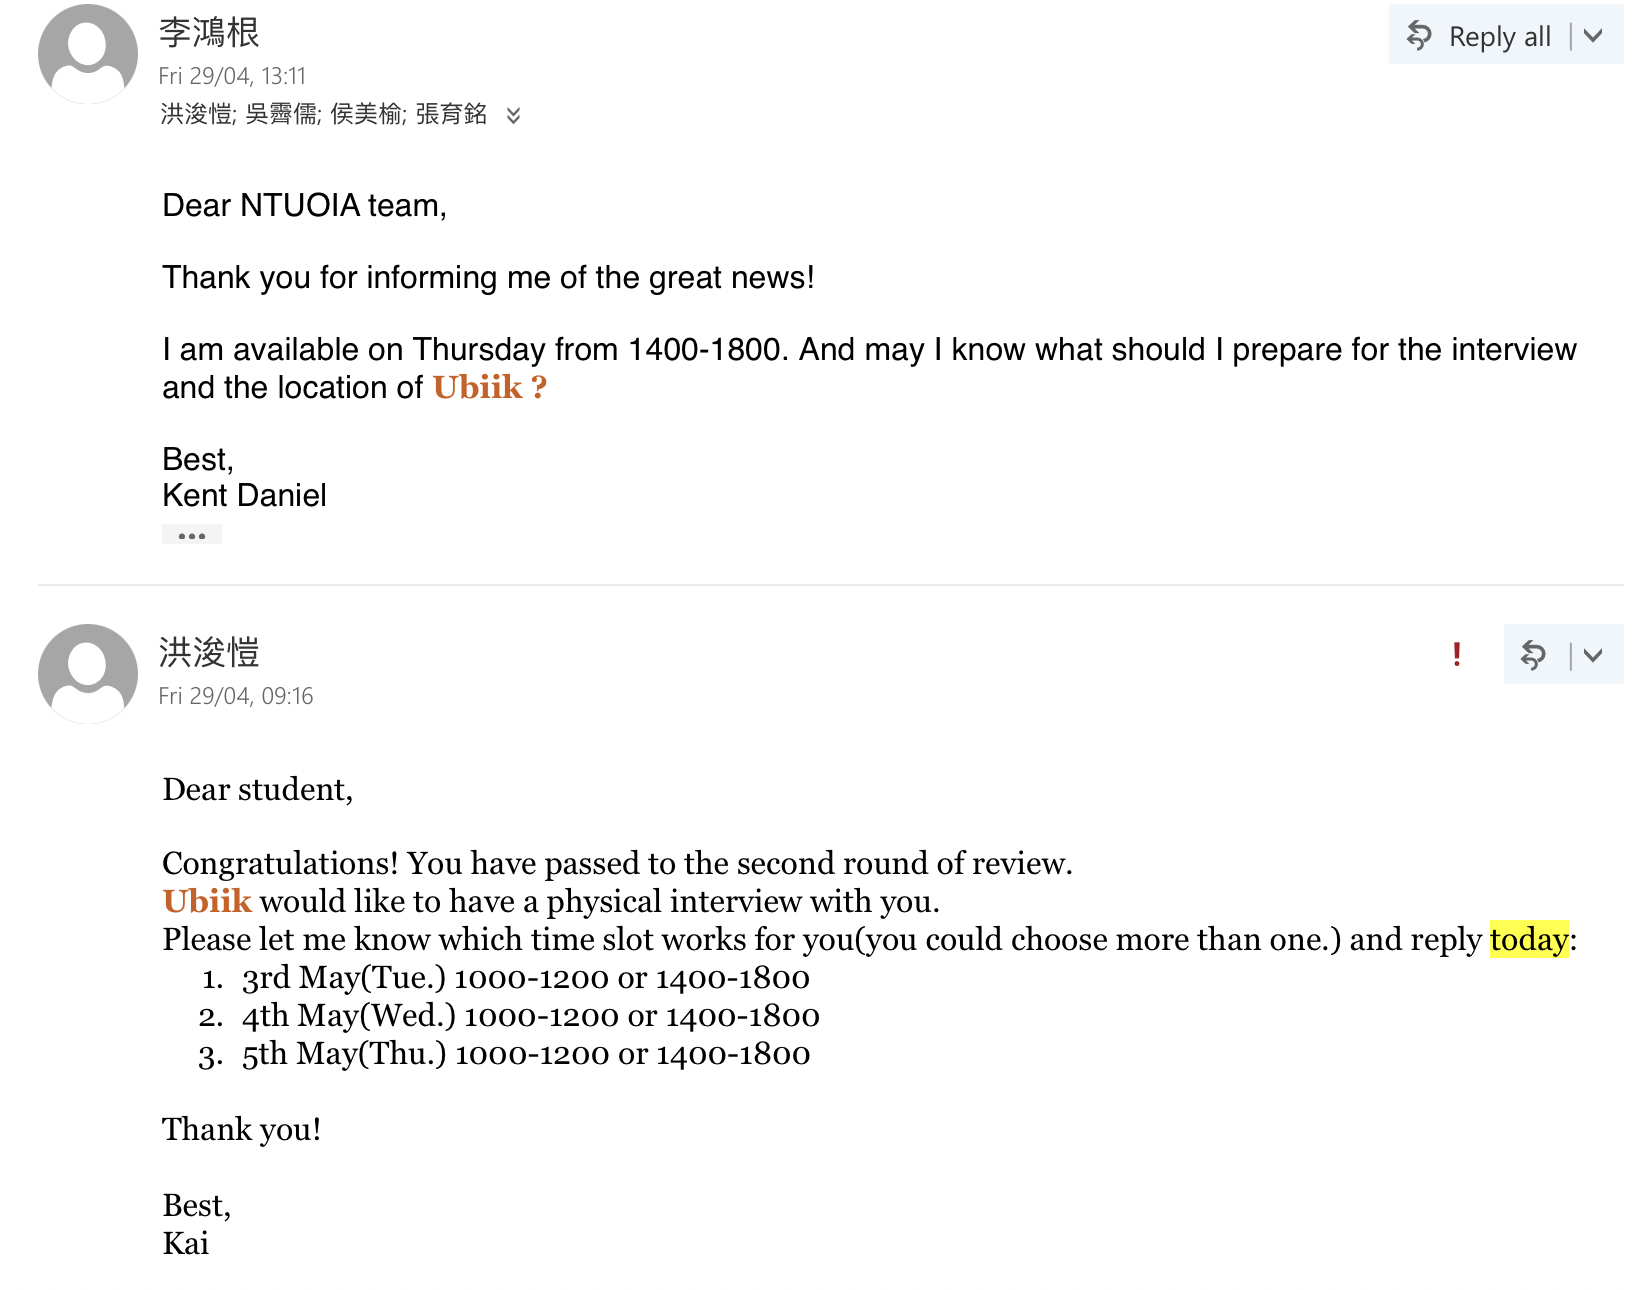 李鴻根
Reply all
Fri 29/04, 13:11
洪浚愷; 吳霽儒; 侯美榆; 張育銘
Dear NTUOIA team,
Thank you for informing me of the great news!
I am available on Thursday from 1400-1800. And may I know what should I prepare for the interview
and the location of Ubiik ?
Best,
Kent Daniel
•••
洪浚愷
!
Fri 29/04, 09:16
Dear student,
Congratulations! You have passed to the second round of review.
Ubiik would like to have a physical interview with you.
Please let me know which time slot works for you(you could choose more than one.) and reply today:
1. 3rd May(Tue.) 1000-1200 or 1400-1800
2. 4th May(Wed.) 1000-1200 or 1400-1800
3. 5th May(Thu.) 1000-1200 or 1400-1800
Thank you!
Best,
Kai